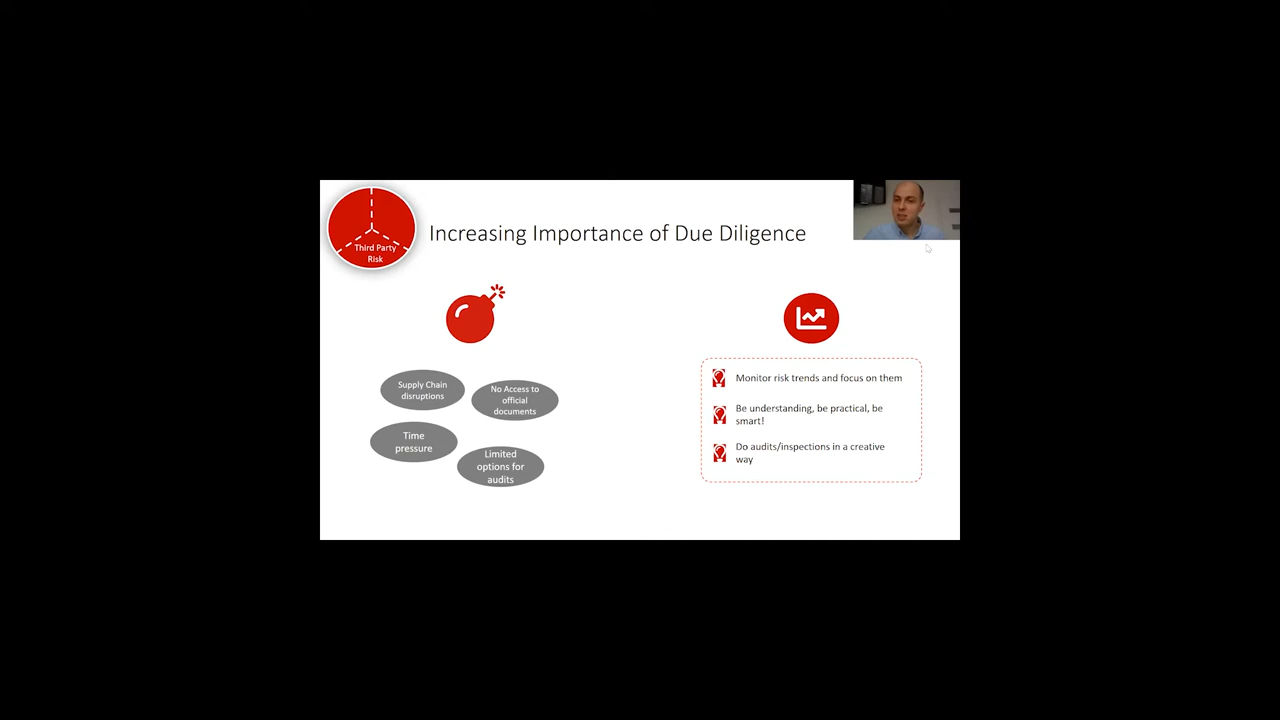 Third Party
Risk
Increasing Importance of Due Diligence
Supply Chain
disruptions
No Access to
official
documents
Time
pressure
Limited
options for
audits
Monitor risk trends and focus on them
Be understanding, be practical, be
smart!
Do audits/inspections in a creative
way